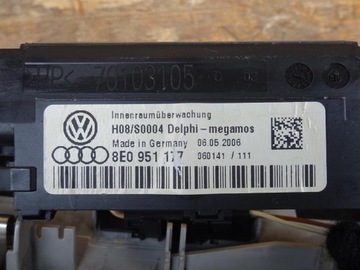 76103105
Innenraumüberwachung
H08/S0004 Delphi-megamos
Made in Germany 06.05.2006
8E0 951 177 060141 / 111